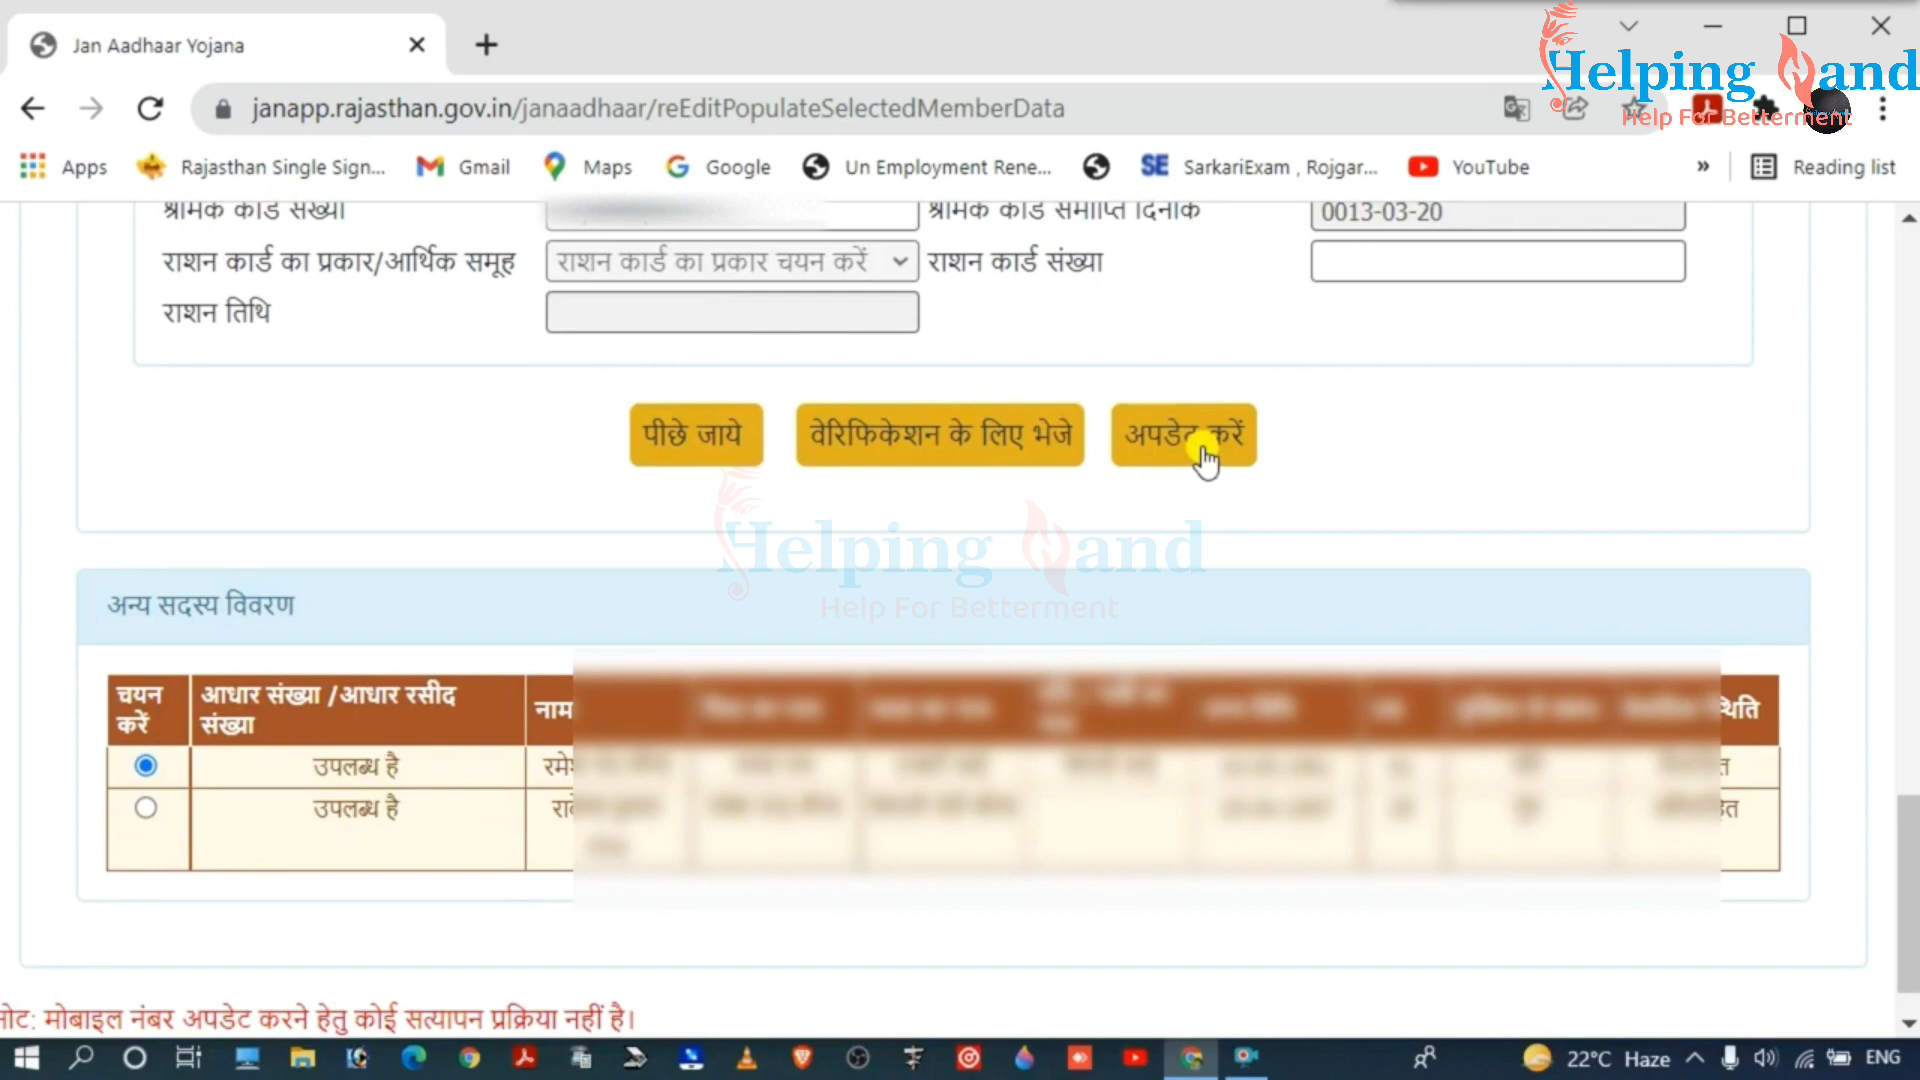 Jan Aadhaar Yojana
Helping Hand
Help For Betterment
janapp.rajasthan.gov.in/janaadhaar/reEditPopulateSelectedMemberData
Apps Rajasthan Single Sign... Gmail Maps Google Un Employment Rene... SE SarkariExam , Rojgar... YouTube » Reading list
श्रमिक कार्ड संख्या श्रमिक कार्ड समाप्ति दिनांक 0013-03-20
राशन कार्ड का प्रकार/आर्थिक समूह राशन कार्ड का प्रकार चयन करें राशन कार्ड संख्या
राशन तिथि
पीछे जाये वेरिफिकेशन के लिए भेजे अपडेट करें
Helping Hand
Help For Betterment
अन्य सदस्य विवरण
चयन करें आधार संख्या /आधार रसीद संख्या नाम
उपलब्ध है
उपलब्ध है
नोट: मोबाइल नंबर अपडेट करने हेतु कोई सत्यापन प्रक्रिया नहीं है।
22°C Haze ENG